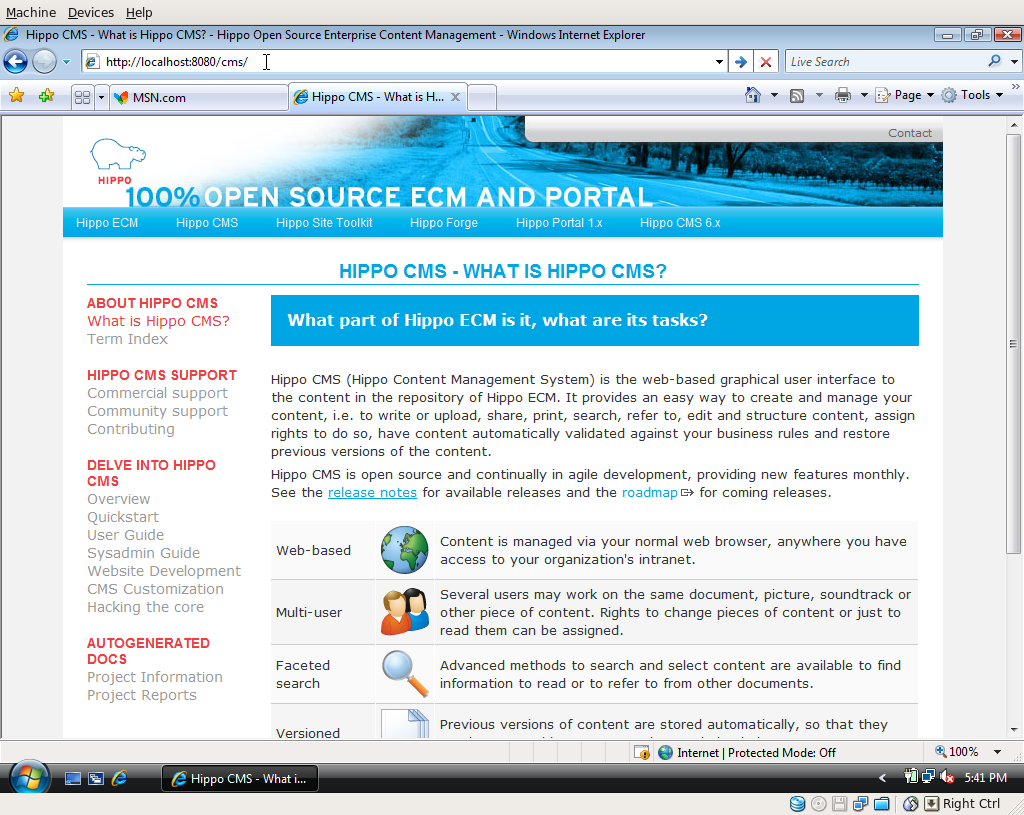 Machine Devices Help
Hippo CMS - What is Hippo CMS? - Hippo Open Source Enterprise Content Management - Windows Internet Explorer
http://localhost:8080/cms/
Live Search
MSN.com
Hippo CMS - What is H...
Page
Tools
Contact
HIPPO
100% OPEN SOURCE ECM AND PORTAL
Hippo ECM Hippo CMS Hippo Site Toolkit Hippo Forge Hippo Portal 1.x Hippo CMS 6.x
HIPPO CMS - WHAT IS HIPPO CMS?
ABOUT HIPPO CMS
What is Hippo CMS?
Term Index
HIPPO CMS SUPPORT
Commercial support
Community support
Contributing
DELVE INTO HIPPO
CMS
Overview
Quickstart
User Guide
Sysadmin Guide
Website Development
CMS Customization
Hacking the core
AUTOGENERATED
DOCS
Project Information
Project Reports
What part of Hippo ECM is it, what are its tasks?
Hippo CMS (Hippo Content Management System) is the web-based graphical user interface to
the content in the repository of Hippo ECM. It provides an easy way to create and manage your
content, i.e. to write or upload, share, print, search, refer to, edit and structure content, assign
rights to do so, have content automatically validated against your business rules and restore
previous versions of the content.
Hippo CMS is open source and continually in agile development, providing new features monthly.
See the release notes for available releases and the roadmap for coming releases.
Web-based
Content is managed via your normal web browser, anywhere you have
access to your organization's intranet.
Multi-user
Several users may work on the same document, picture, soundtrack or
other piece of content. Rights to change pieces of content or just to
read them can be assigned.
Faceted
search
Advanced methods to search and select content are available to find
information to read or to refer to from other documents.
Versioned
Previous versions of content are stored automatically, so that they
Internet | Protected Mode: Off
100%
Hippo CMS - What i...
5:41 PM
Right Ctrl